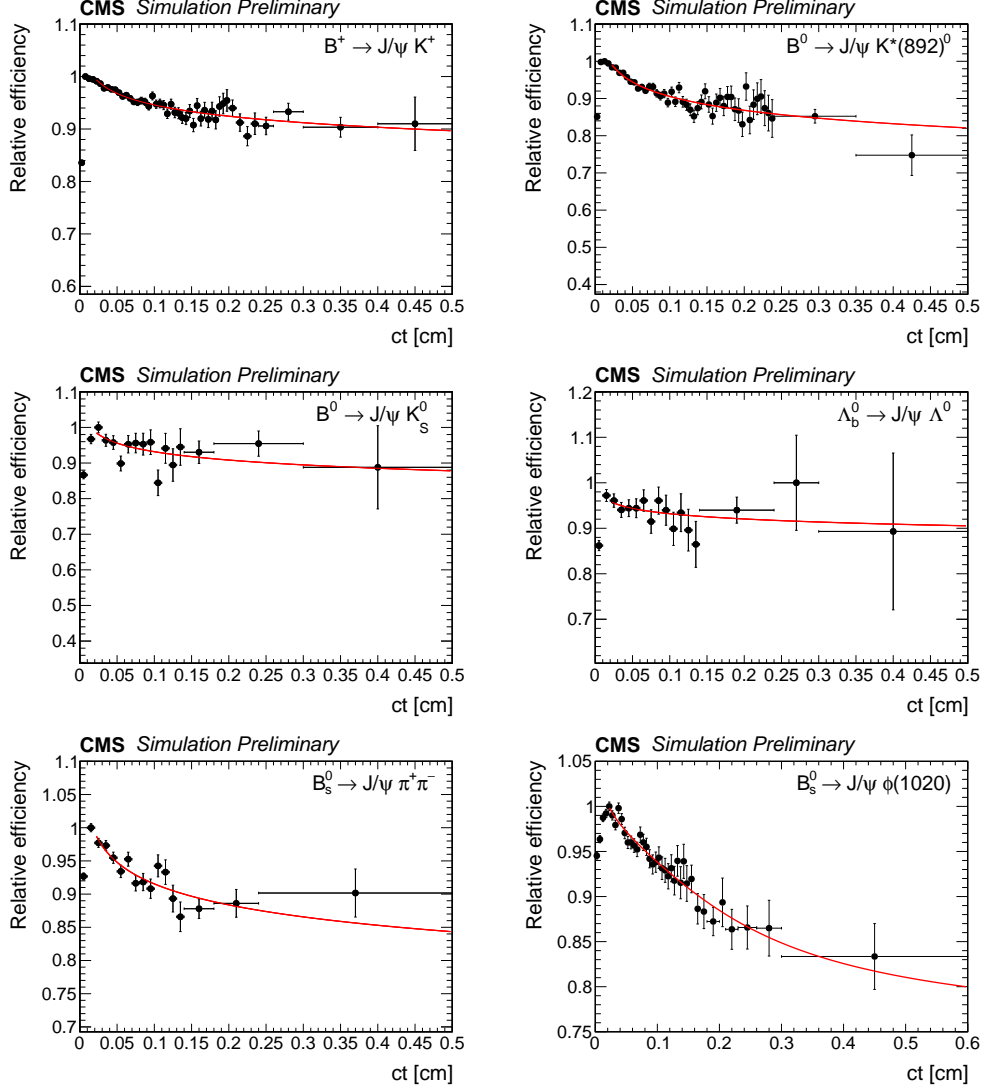 CMS Simulation Preliminary
Relative efficiency
B⁺ → J/ψ K⁺
1.1
1
0.9
0.8
0.7
0.6
0 0.05 0.1 0.15 0.2 0.25 0.3 0.35 0.4 0.45 0.5
ct [cm]
CMS Simulation Preliminary
Relative efficiency
B⁰ → J/ψ K*(892)⁰
1.1
1
0.9
0.8
0.7
0.6
0.5
0.4
0 0.05 0.1 0.15 0.2 0.25 0.3 0.35 0.4 0.45 0.5
ct [cm]
CMS Simulation Preliminary
Relative efficiency
B⁰ → J/ψ K⁰_S
1.1
1
0.9
0.8
0.7
0.6
0.5
0.4
0 0.05 0.1 0.15 0.2 0.25 0.3 0.35 0.4 0.45 0.5
ct [cm]
CMS Simulation Preliminary
Relative efficiency
Λ⁰_b → J/ψ Λ⁰
1.2
1.1
1
0.9
0.8
0.7
0 0.05 0.1 0.15 0.2 0.25 0.3 0.35 0.4 0.45 0.5
ct [cm]
CMS Simulation Preliminary
Relative efficiency
B⁰_s → J/ψ π⁺π⁻
1.1
1.05
1
0.95
0.9
0.85
0.8
0.75
0.7
0 0.05 0.1 0.15 0.2 0.25 0.3 0.35 0.4 0.45 0.5
ct [cm]
CMS Simulation Preliminary
Relative efficiency
B⁰_s → J/ψ ϕ(1020)
1.05
1
0.95
0.9
0.85
0.8
0.75
0 0.1 0.2 0.3 0.4 0.5 0.6
ct [cm]